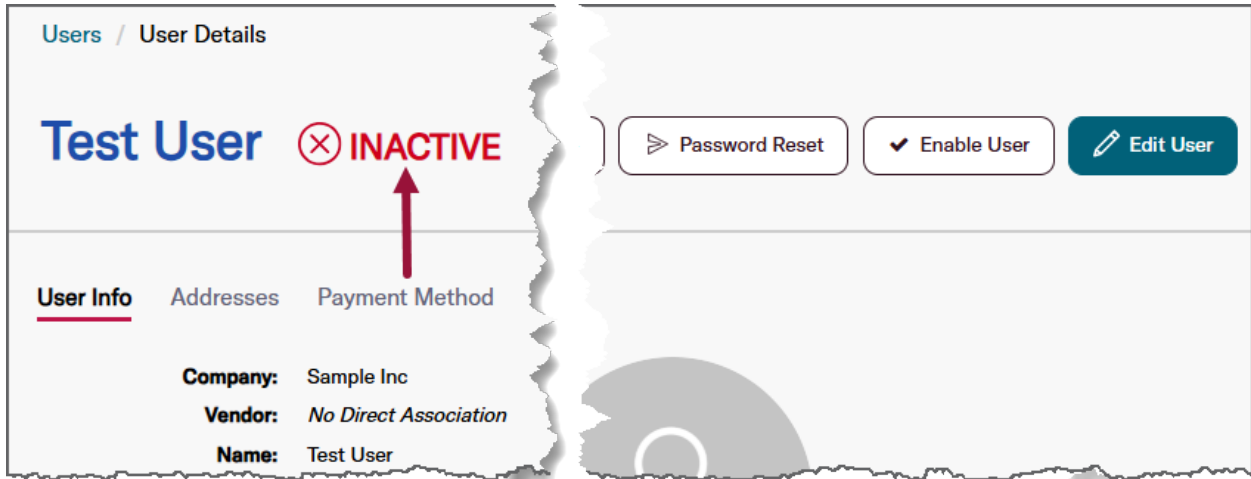 Users / User Details
Test User INACTIVE
Password Reset
Enable User
Edit User
User Info Addresses Payment Method
Company: Sample Inc
Vendor: No Direct Association
Name: Test User